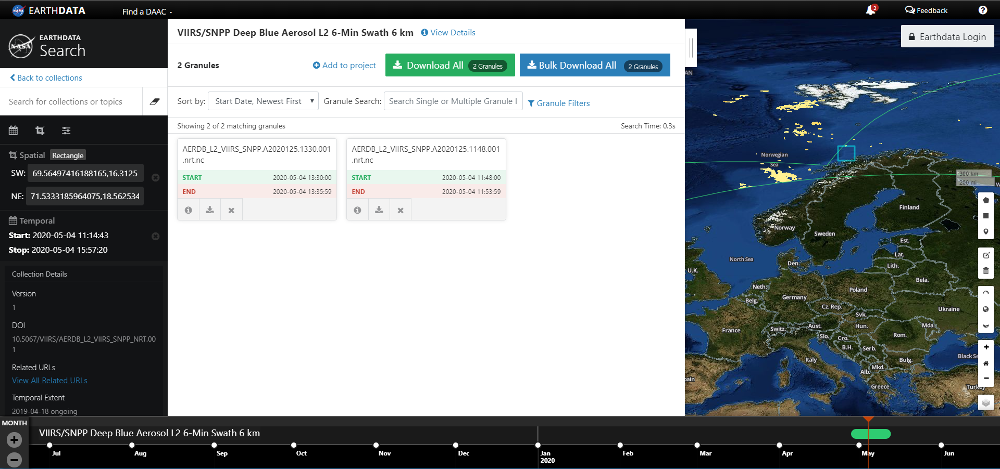 EARTHDATA
Find a DAAC
3
Feedback
?
NASA
EARTHDATA
Search
Back to collections
Search for collections or topics
Spatial Rectangle
SW: 69.56497416188165,16.3125
NE: 71.5333185964075,18.562534
Temporal
Start: 2020-05-04 11:14:43
Stop: 2020-05-04 15:57:20
Collection Details
Version
1
DOI
10.5067/VIIRS/AERDB_L2_VIIRS_SNPP_NRT.00
1
Related URLs
View All Related URLs
Temporal Extent
2019-04-18 ongoing
VIIRS/SNPP Deep Blue Aerosol L2 6-Min Swath 6 km View Details
2 Granules
Add to project
Download All 2 Granules
Bulk Download All 2 Granules
Sort by: Start Date, Newest First
Granule Search: Search Single or Multiple Granule I
Granule Filters
Showing 2 of 2 matching granules
Search Time: 0.3s
AERDB_L2_VIIRS_SNPP.A2020125.1330.001
.nrt.nc
START 2020-05-04 13:30:00
END 2020-05-04 13:35:59
AERDB_L2_VIIRS_SNPP.A2020125.1148.001
.nrt.nc
START 2020-05-04 11:48:00
END 2020-05-04 11:53:59
Earthdata Login
AN
Norwegian
Sea
300 km
200 mi
W
Finland
Norway
Sweden
Est.
North Sea
Lat.
Den.
Lith.
U.K.
Bela.
Neth.
Poland
Germany
Belg.
Cz. Rep.
Ukraine
Svk.
Aust.
Hun.
Mda.
France
Switz.
Slo.
Cro.
Rom.
B.H.
Serb.
Black Se
Italy
Bulg.
Mkd.
Alb.
pain
Greece
Turkey
MONTH
VIIRS/SNPP Deep Blue Aerosol L2 6-Min Swath 6 km
Jul
Aug
Sep
Oct
Nov
Dec
Jan
2020
Feb
Mar
Apr
May
Jun